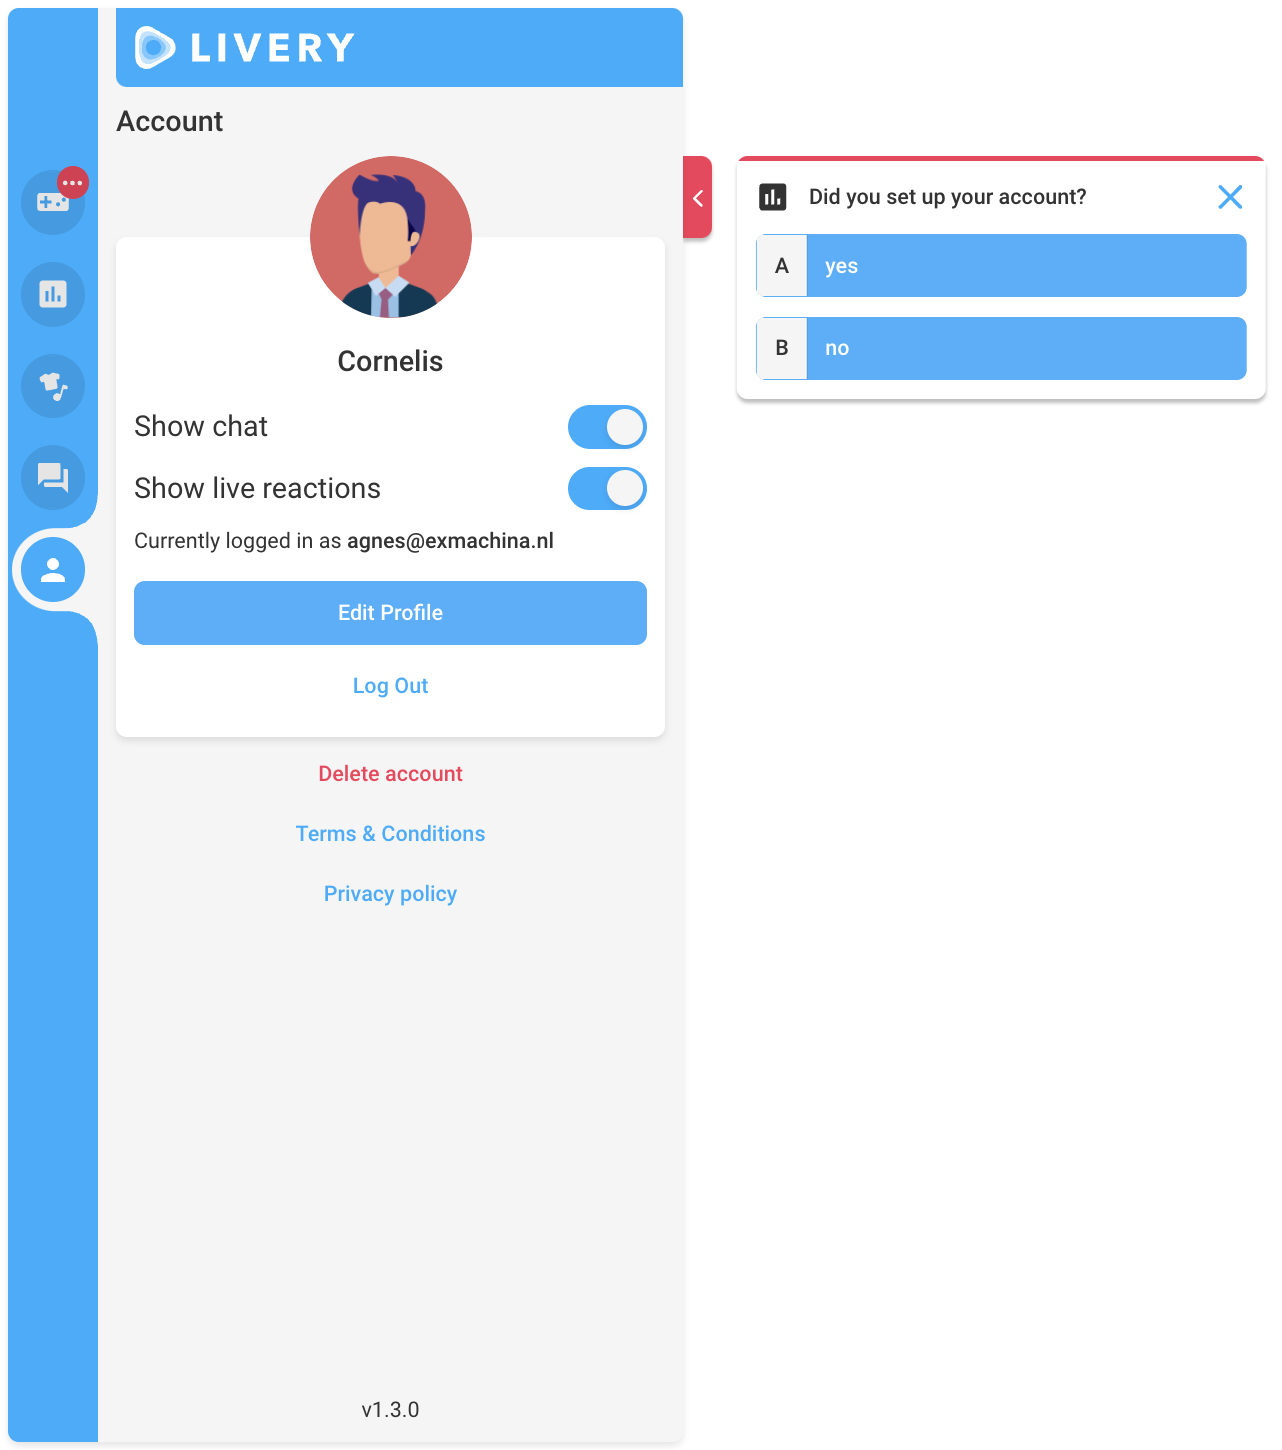 LIVERY
Account
Cornelis
Show chat
Show live reactions
Currently logged in as agnes@exmachina.nl
Edit Profile
Log Out
Delete account
Terms & Conditions
Privacy policy
v1.3.0
Did you set up your account?
A yes
B no